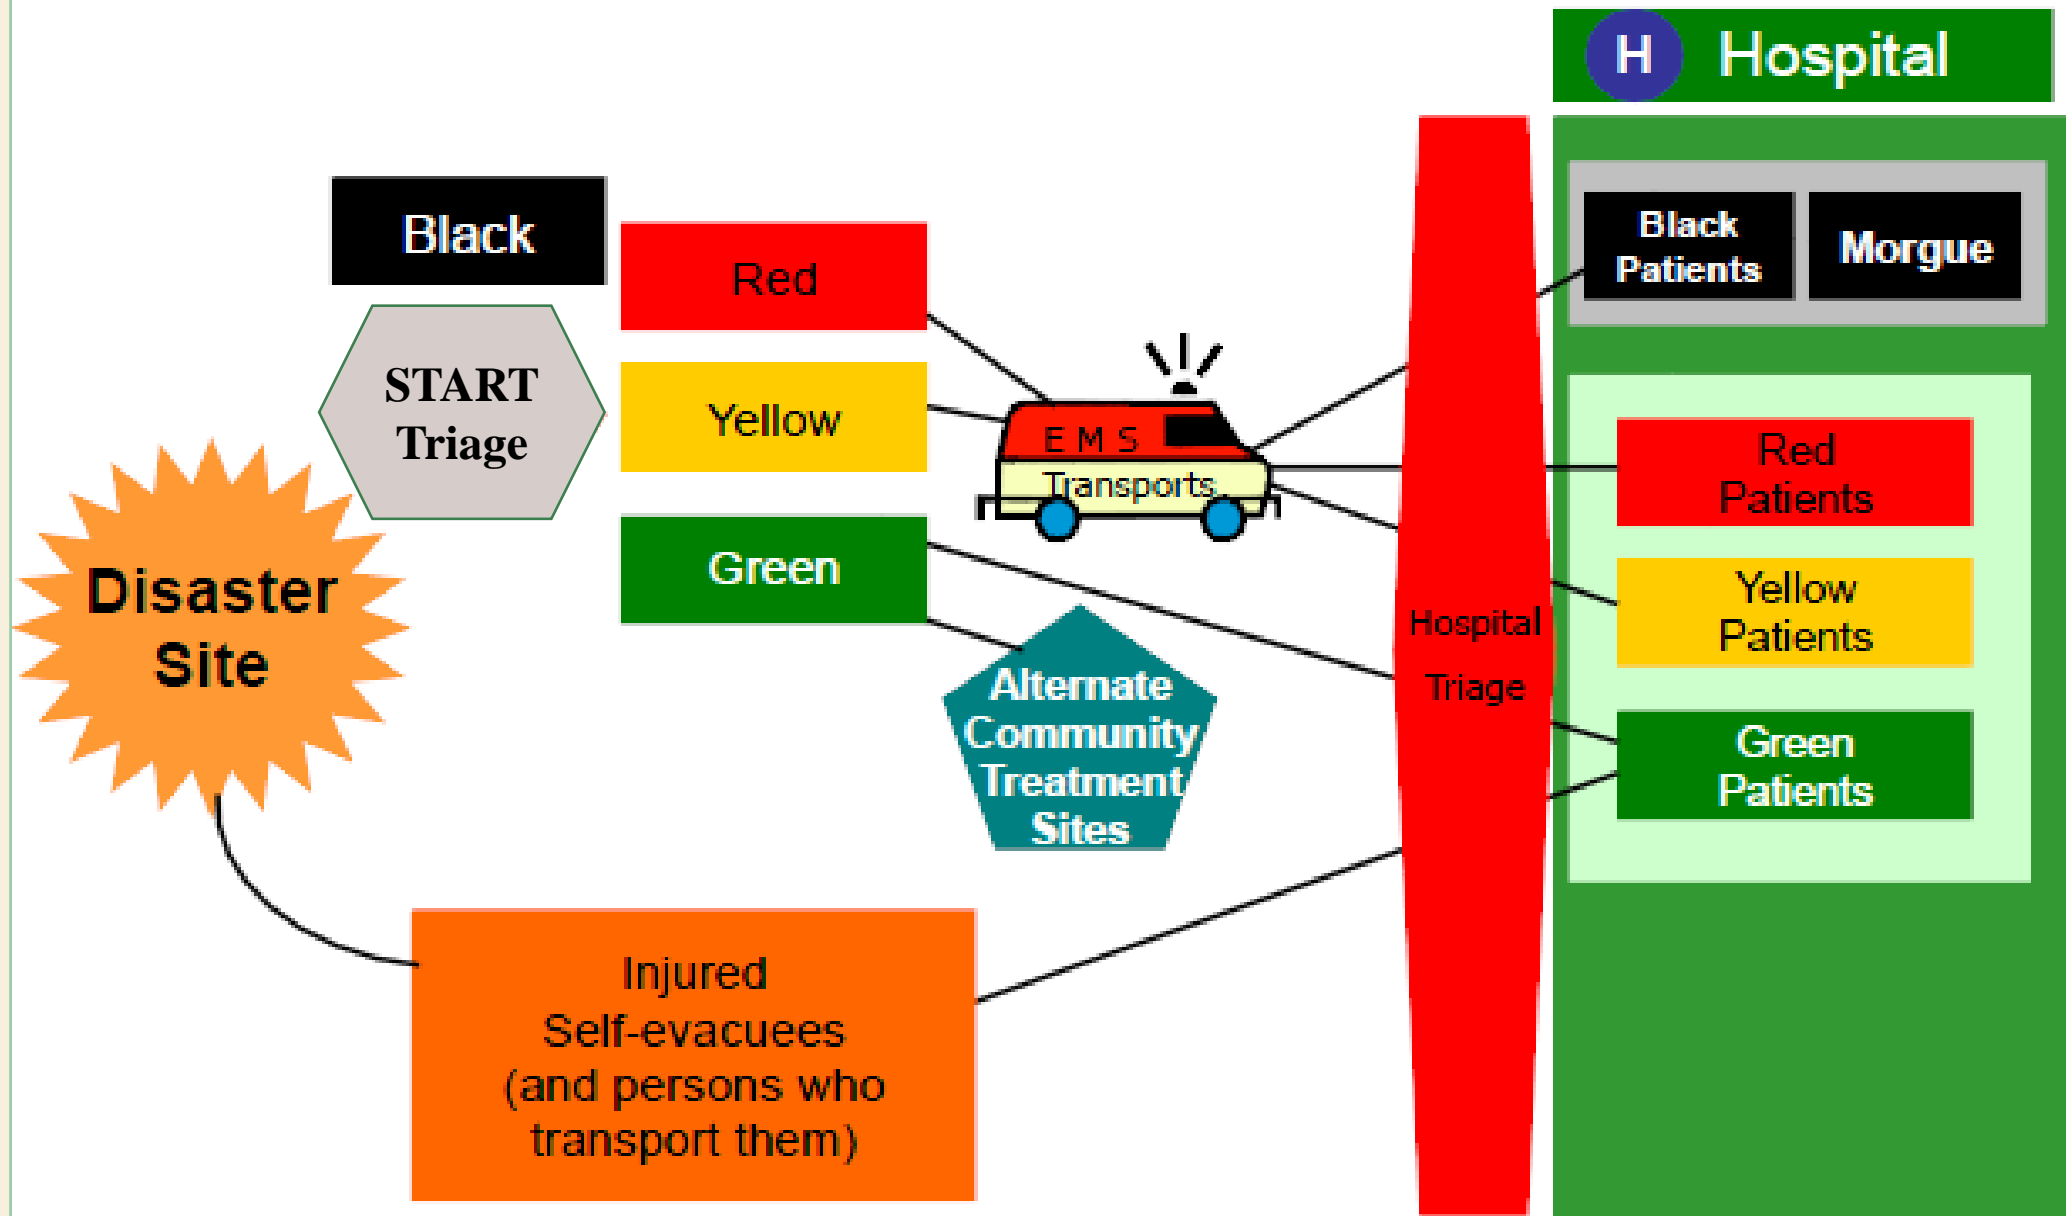 H Hospital
Black
Red
START
Triage
Yellow
Green
E M S
Transports
Disaster
Site
Alternate
Community
Treatment
Sites
Injured
Self-evacuees
(and persons who
transport them)
Hospital
Triage
Black
Patients
Morgue
Red
Patients
Yellow
Patients
Green
Patients